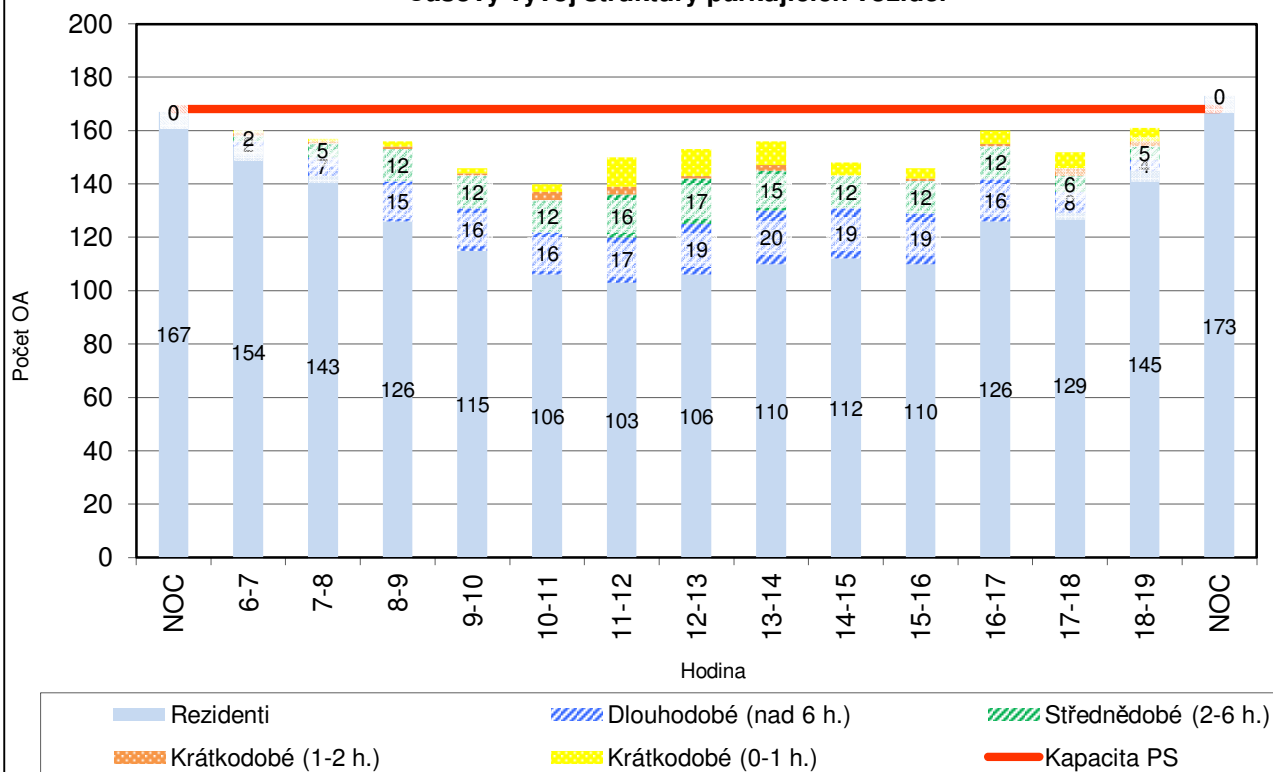 Časový vývoj struktury parkujících vozidel
200
180
160
140
120
100
80
60
40
20
0
Počet OA
0 2 5 12 12 12 16 17 15 12 12 12 6 5 0
7 15 16 16 17 19 20 19 19 16 8
167 154 143 126 115 106 103 106 110 112 110 126 129 145 173
NOC 6-7 7-8 8-9 9-10 10-11 11-12 12-13 13-14 14-15 15-16 16-17 17-18 18-19 NOC
Hodina
Rezidenti Dlouhodobé (nad 6 h.) Střednědobé (2-6 h.)
Krátkodobé (1-2 h.) Krátkodobé (0-1 h.) Kapacita PS